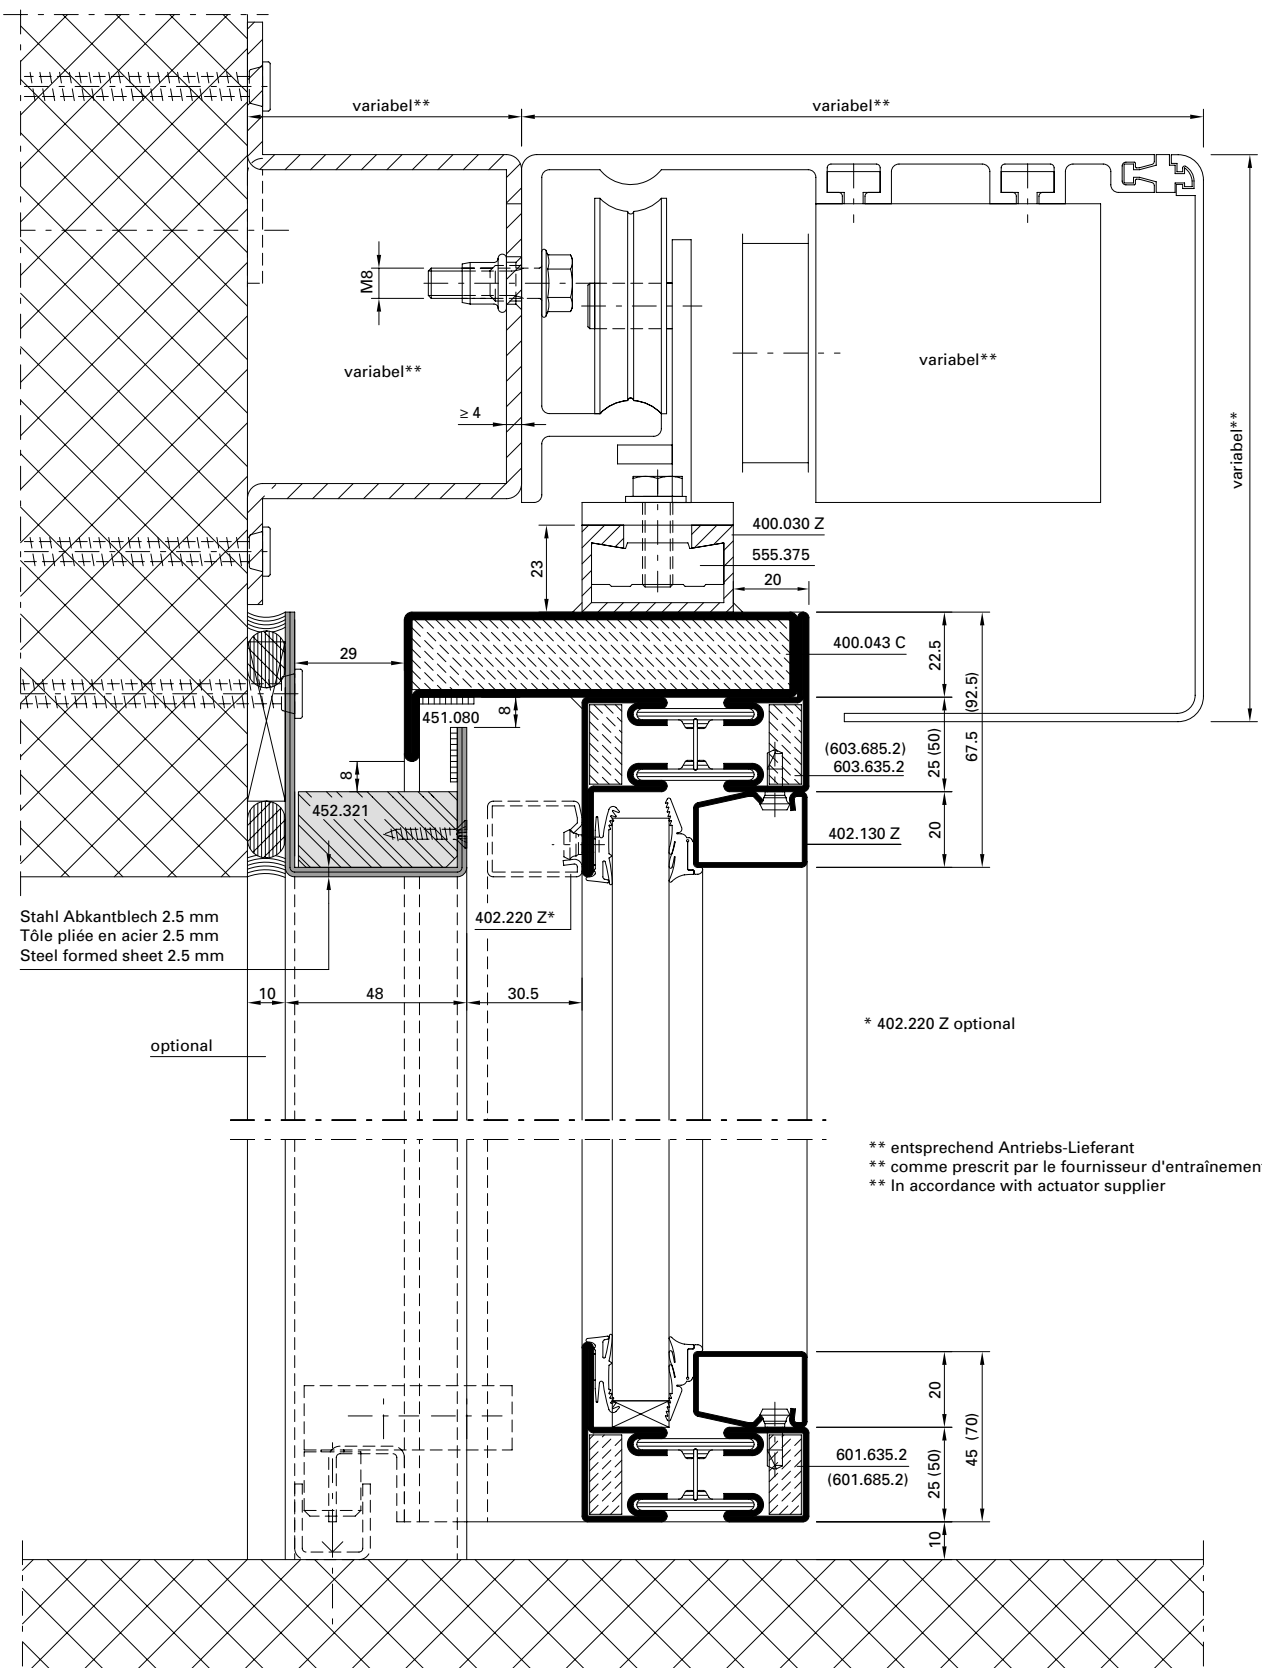 variabel**
variabel**
M8
variabel**
variabel**
variabel**
≥ 4
400.030 Z
555.375
23
20
400.043 C
22.5
29
451.080
8
(603.685.2)
603.635.2
25 (50)
67.5 (92.5)
8
452.321
402.130 Z
20
Stahl Abkantblech 2.5 mm
Tôle pliée en acier 2.5 mm
Steel formed sheet 2.5 mm
402.220 Z*
10
48
30.5
* 402.220 Z optional
optional
** entsprechend Antriebs-Lieferant
** comme prescrit par le fournisseur d'entraînemen
** In accordance with actuator supplier
20
45 (70)
601.635.2
(601.685.2)
25 (50)
10